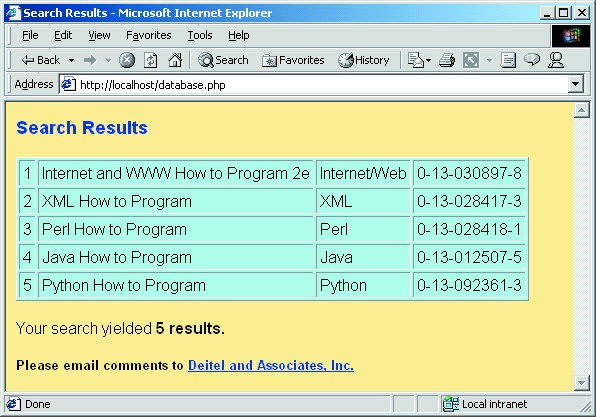 Search Results - Microsoft Internet Explorer
File Edit View Favorites Tools Help
Back Search Favorites History
Address http://localhost/database.php
Search Results
1 Internet and WWW How to Program 2e Internet/Web 0-13-030897-8
2 XML How to Program XML 0-13-028417-3
3 Perl How to Program Perl 0-13-028418-1
4 Java How to Program Java 0-13-012507-5
5 Python How to Program Python 0-13-092361-3
Your search yielded 5 results.
Please email comments to Deitel and Associates, Inc.
Done Local intranet